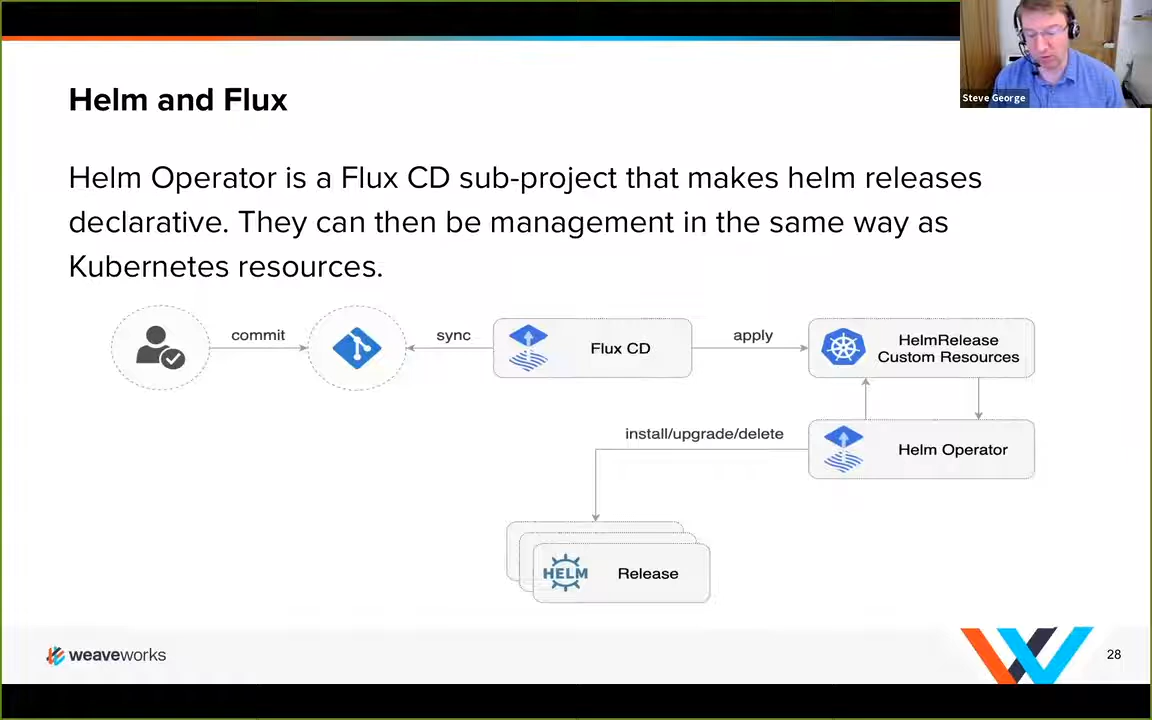 Steve George
Helm and Flux
Helm Operator is a Flux CD sub-project that makes helm releases
declarative. They can then be management in the same way as
Kubernetes resources.
commit
sync
Flux CD
apply
HelmRelease
Custom Resources
install/upgrade/delete
Helm Operator
HELM
Release
weaveworks
28